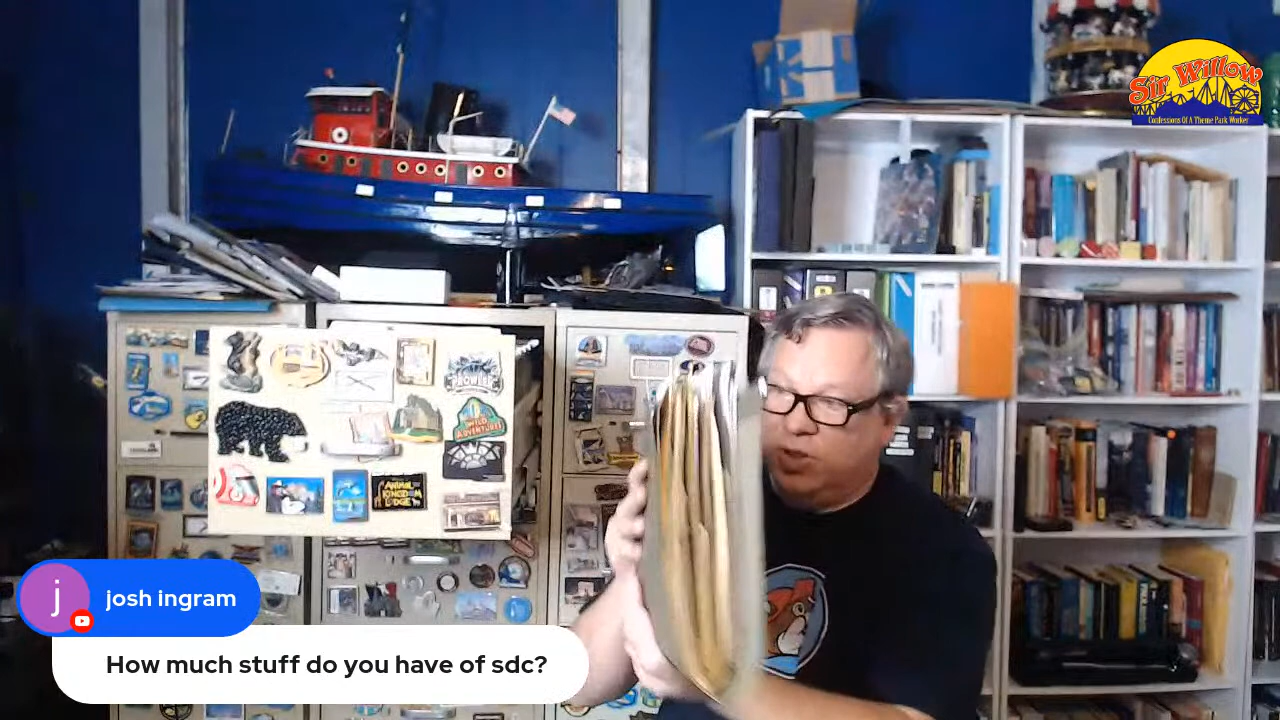 Sir Willow
Confessions Of A Theme Park Worker
PROWLER
WILD
ADVENTURES
ANIMAL
KINGDOM
LODGE
j
josh ingram
How much stuff do you have of sdc?